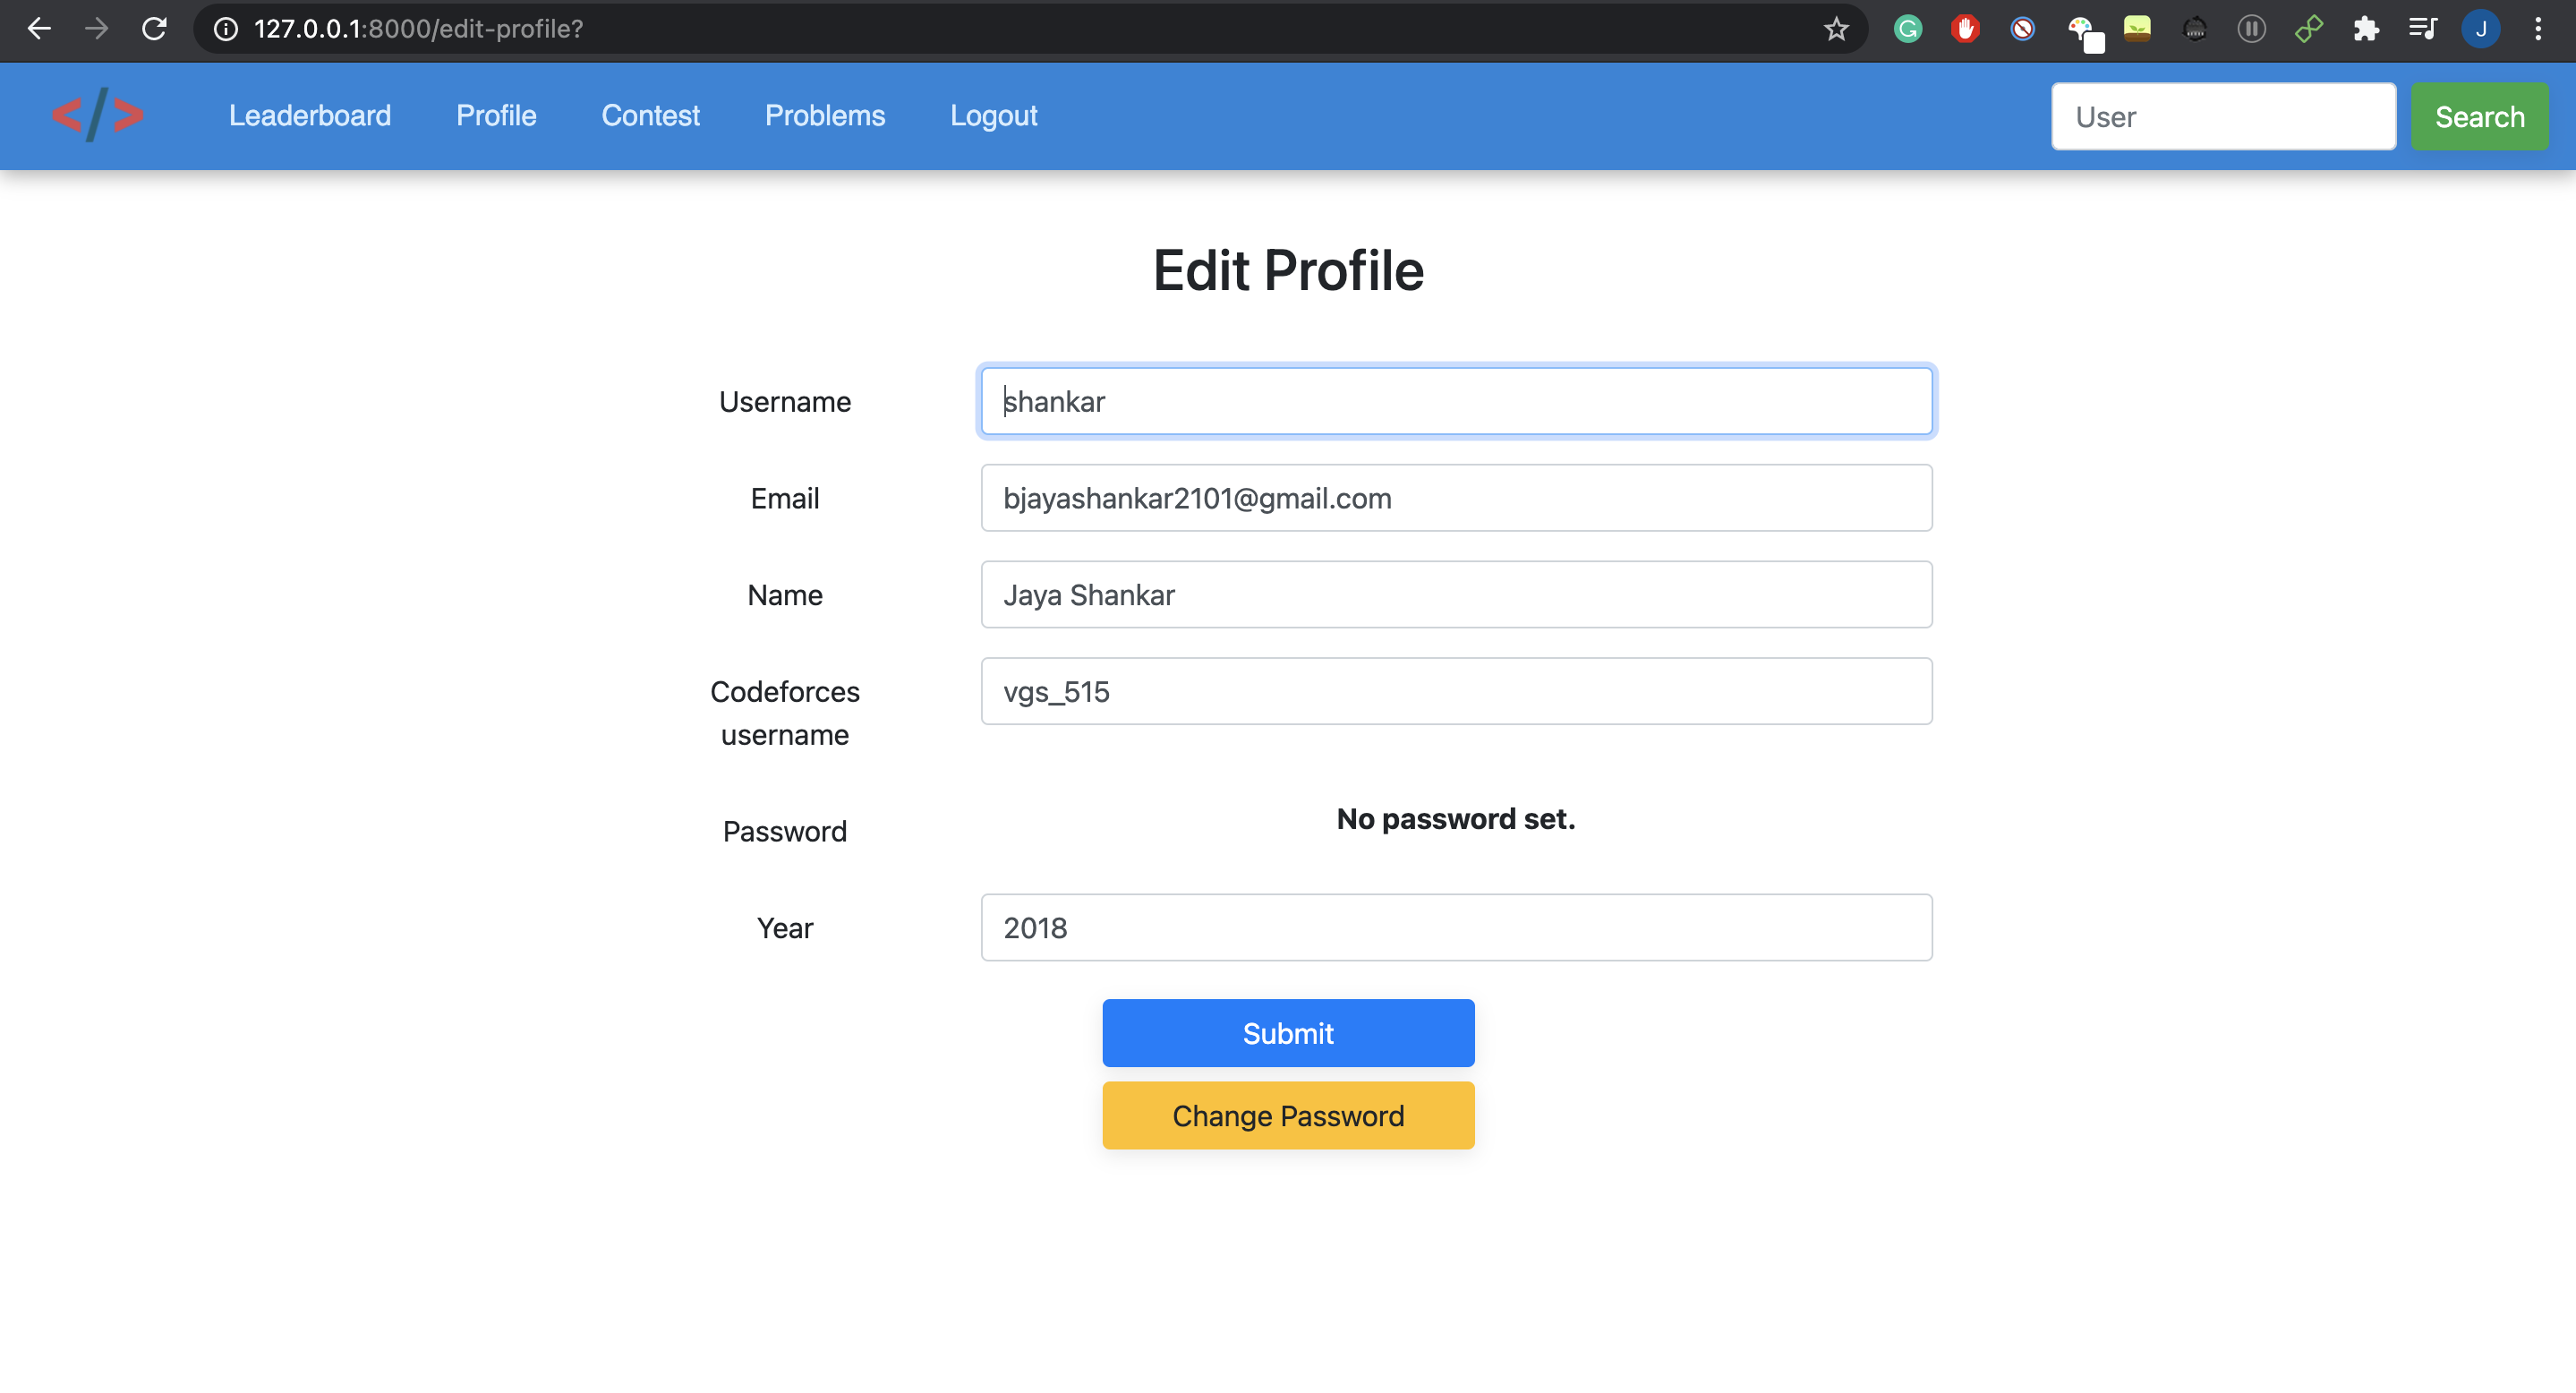 127.0.0.1:8000/edit-profile?
J
</>
Leaderboard Profile Contest Problems Logout User Search
Edit Profile
Username shankar
Email bjayashankar2101@gmail.com
Name Jaya Shankar
Codeforces vgs_515
username
Password No password set.
Year 2018
Submit
Change Password